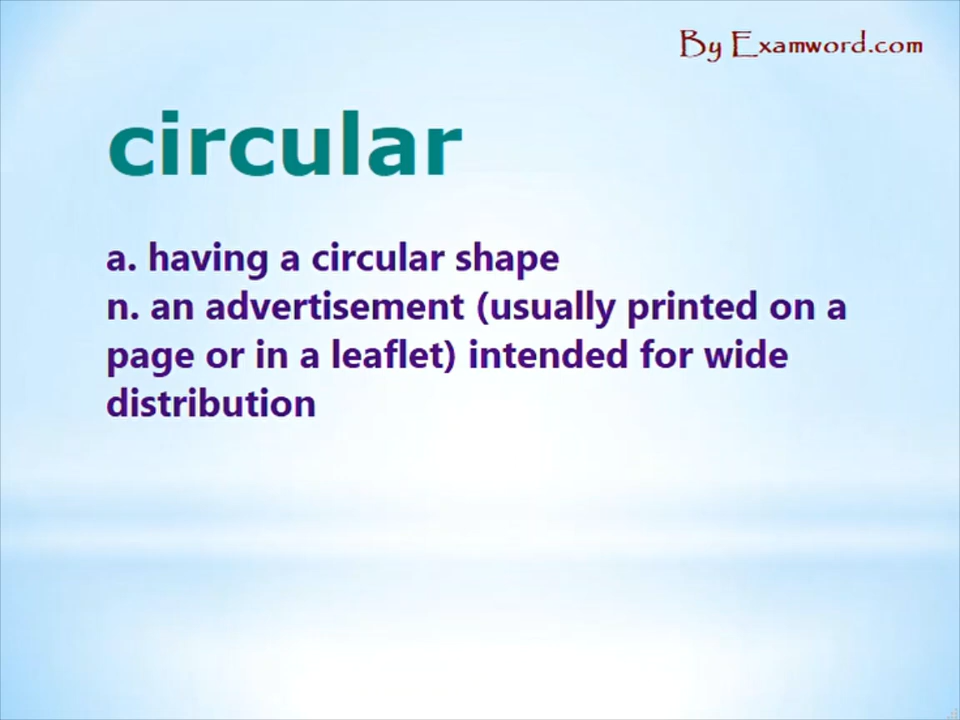 By Examword.com
circular
a. having a circular shape
n. an advertisement (usually printed on a
page or in a leaflet) intended for wide
distribution